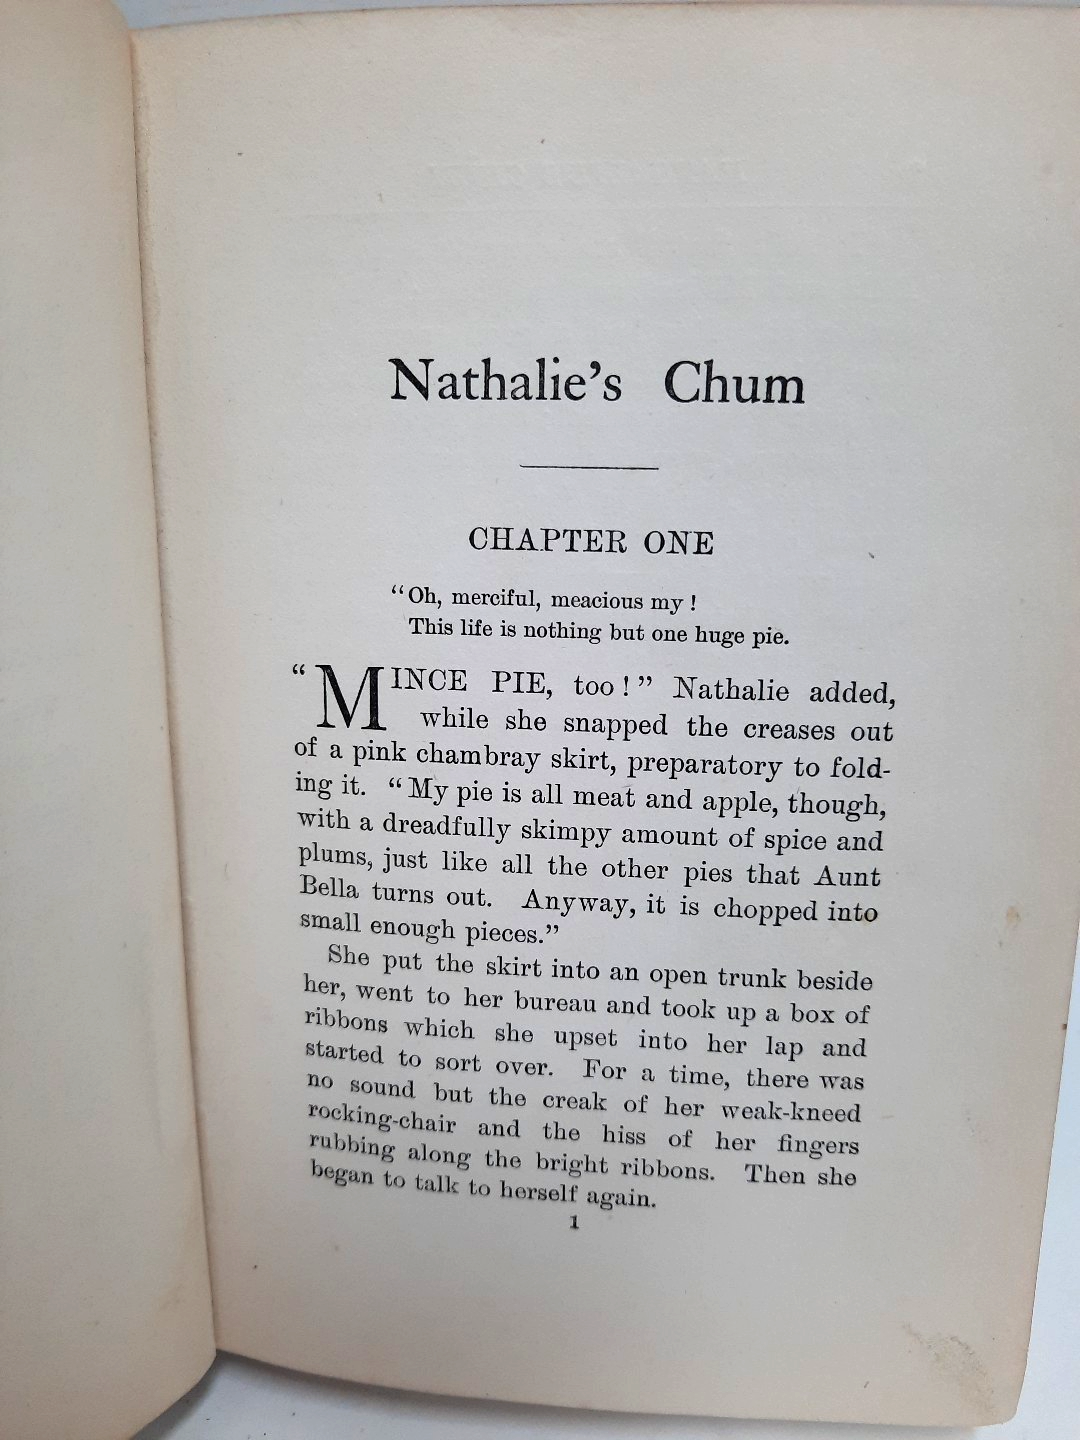 Nathalie's Chum
CHAPTER ONE
"Oh, merciful, meacious my!
This life is nothing but one huge pie.
"MINCE PIE, too!" Nathalie added,
while she snapped the creases out
of a pink chambray skirt, preparatory to fold-
ing it. "My pie is all meat and apple, though,
with a dreadfully skimpy amount of spice and
plums, just like all the other pies that Aunt
Bella turns out. Anyway, it is chopped into
small enough pieces."
She put the skirt into an open trunk beside
her, went to her bureau and took up a box of
ribbons which she upset into her lap and
started to sort over. For a time, there was
no sound but the creak of her weak-kneed
rocking-chair and the hiss of her fingers
rubbing along the bright ribbons. Then she
began to talk to herself again.
1